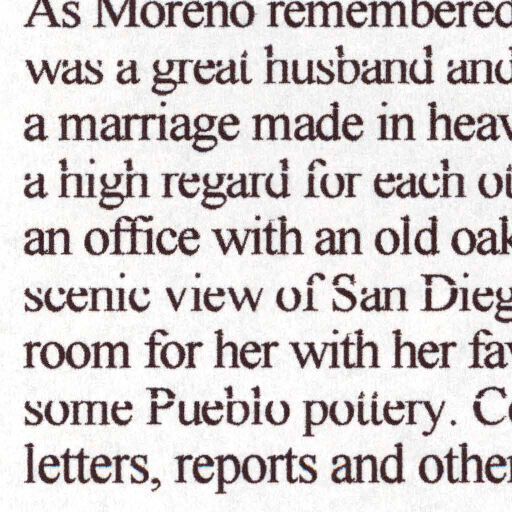 As Moreno remembered
was a great husband and
a marriage made in heav
a high regard for each ot
an office with an old oak
scenic view of San Dieg
room for her with her fav
some Pueblo pottery. Co
letters, reports and other